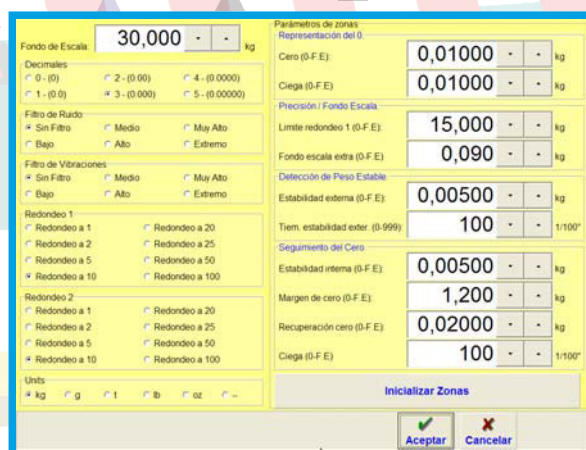 Fondo de Escala: 30,000 kg
Decimales
0 - (0) 2 - (0.00) 4 - (0.0000)
1 - (0.0) 3 - (0.000) 5 - (0.00000)
Filtro de Ruido
Sin Filtro Medio Muy Alto
Bajo Alto Extremo
Filtro de Vibraciones
Sin Filtro Medio Muy Alto
Bajo Alto Extremo
Redondeo 1
Redondeo a 1 Redondeo a 20
Redondeo a 2 Redondeo a 25
Redondeo a 5 Redondeo a 50
Redondeo a 10 Redondeo a 100
Redondeo 2
Redondeo a 1 Redondeo a 20
Redondeo a 2 Redondeo a 25
Redondeo a 5 Redondeo a 50
Redondeo a 10 Redondeo a 100
Units
kg g t lb oz --
Parámetros de zonas
Representación del 0.
Cero (0-F.E): 0,01000 kg
Ciega (0-F.E) 0,01000 kg
Precisión / Fondo Escala
Limite redondeo 1 (0-F.E): 15,000 kg
Fondo escala extra (0-F.E) 0,090 kg
Detección de Peso Estable
Estabilidad externa (0-F.E): 0,00500 kg
Tiem. estabilidad exter. (0-999): 100 1/100"
Seguimiento del Cero
Estabilidad interna (0-F.E): 0,00500 kg
Margen de cero (0-F.E): 1,200 kg
Recuperación cero (0-F.E): 0,02000 kg
Ciega (0-F.E) 100 1/100"
Inicializar Zonas
Aceptar Cancelar